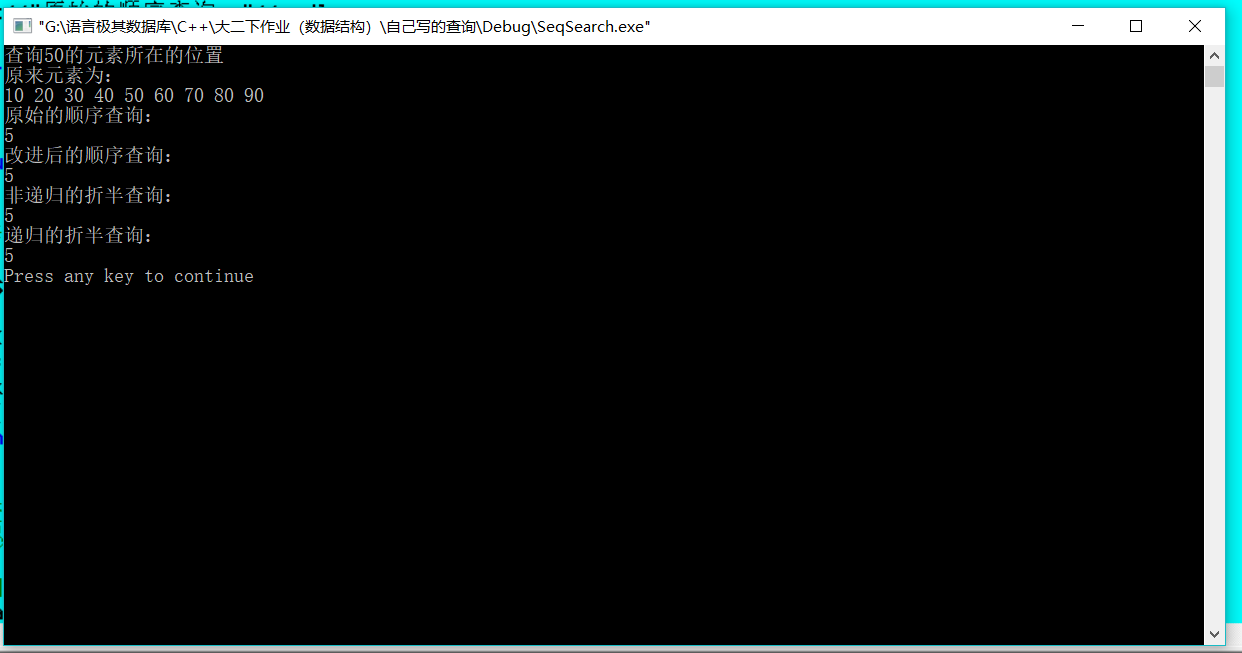 "G:\语言极其数据库\C++\大二下作业（数据结构）\自己写的查询\Debug\SeqSearch.exe"
查询50的元素所在的位置
原来元素为：
10 20 30 40 50 60 70 80 90
原始的顺序查询：
5
改进后的顺序查询：
5
非递归的折半查询：
5
递归的折半查询：
5
Press any key to continue